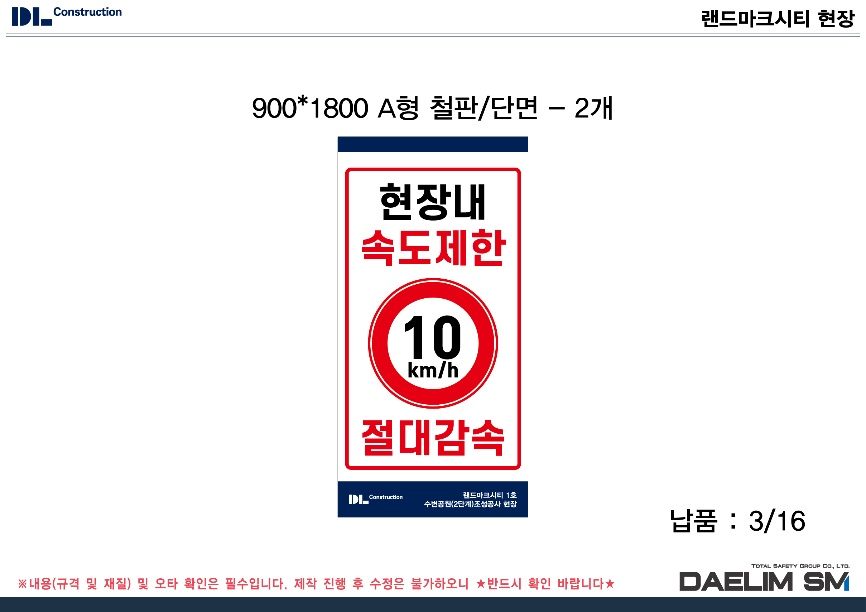 DL Construction
랜드마크시티 현장
900*1800 A형 철판/단면 - 2개
현장내
속도제한
10
km/h
절대감속
DL Construction
랜드마크시티 1호
수변공원(2단계)조성공사 현장
납품 : 3/16
※내용(규격 및 재질) 및 오타 확인은 필수입니다. 제작 진행 후 수정은 불가하오니 ★반드시 확인 바랍니다★
TOTAL SAFETY GROUP CO., LTD.
DAELIM SM